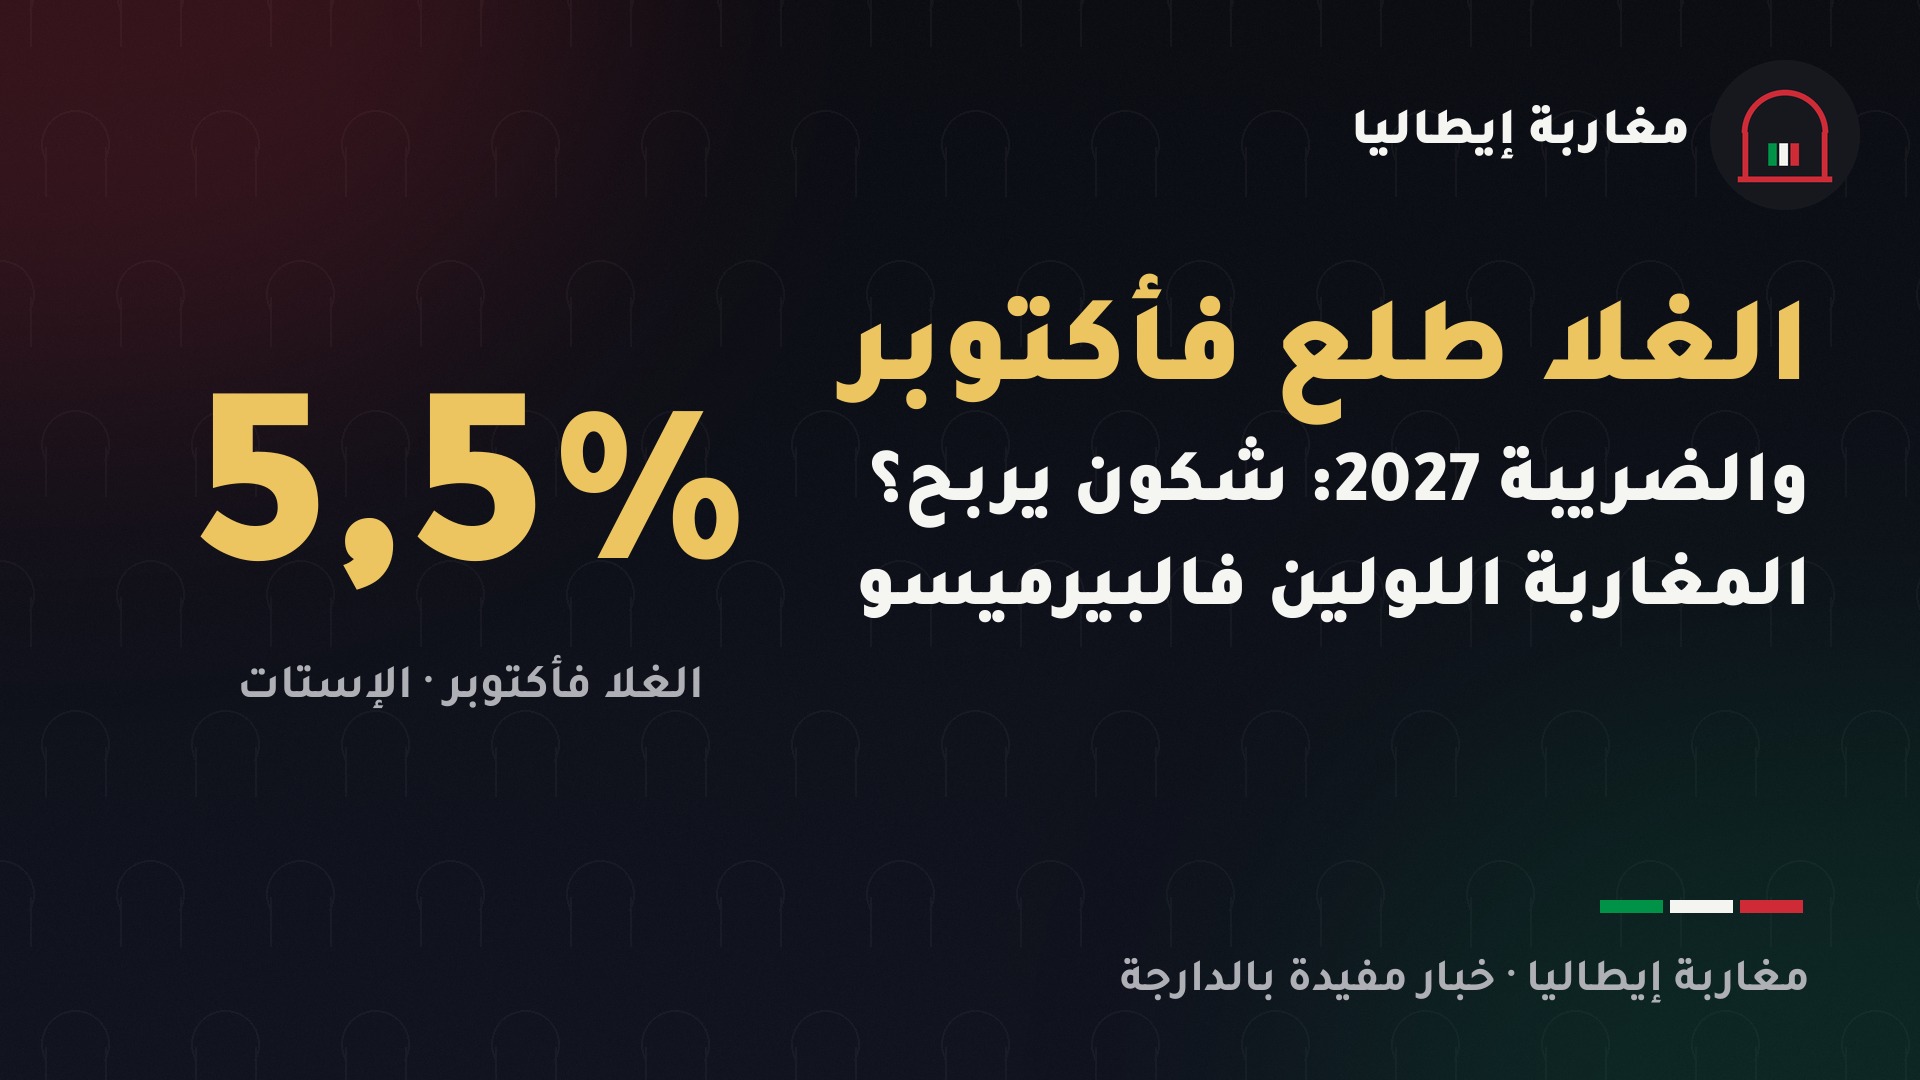 مغاربة إيطاليا
الغلا طلع فأكتوبر
والضريبة 2027: شكون يربح؟
المغاربة اللولين فالبيرميسو
5,5%
الغلا فأكتوبر · الإستات
مغاربة إيطاليا · خبار مفيدة بالدارجة